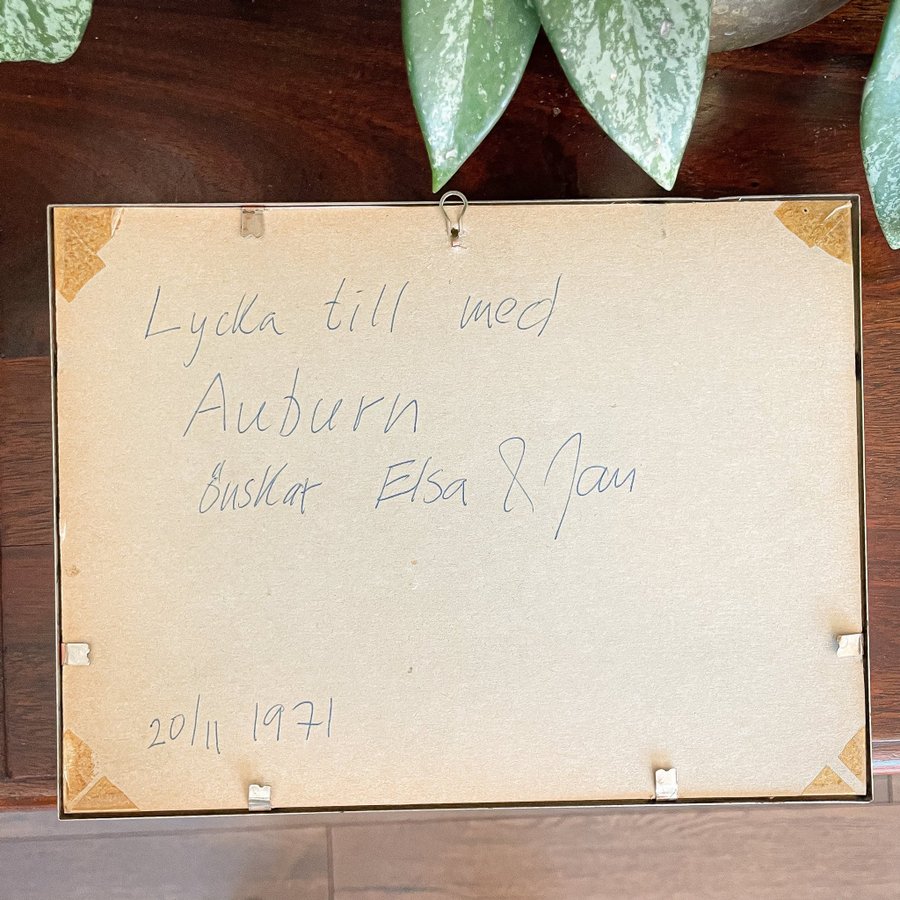 Lycka till med
Auburn
önskar Elsa & Jan
20/11 1971